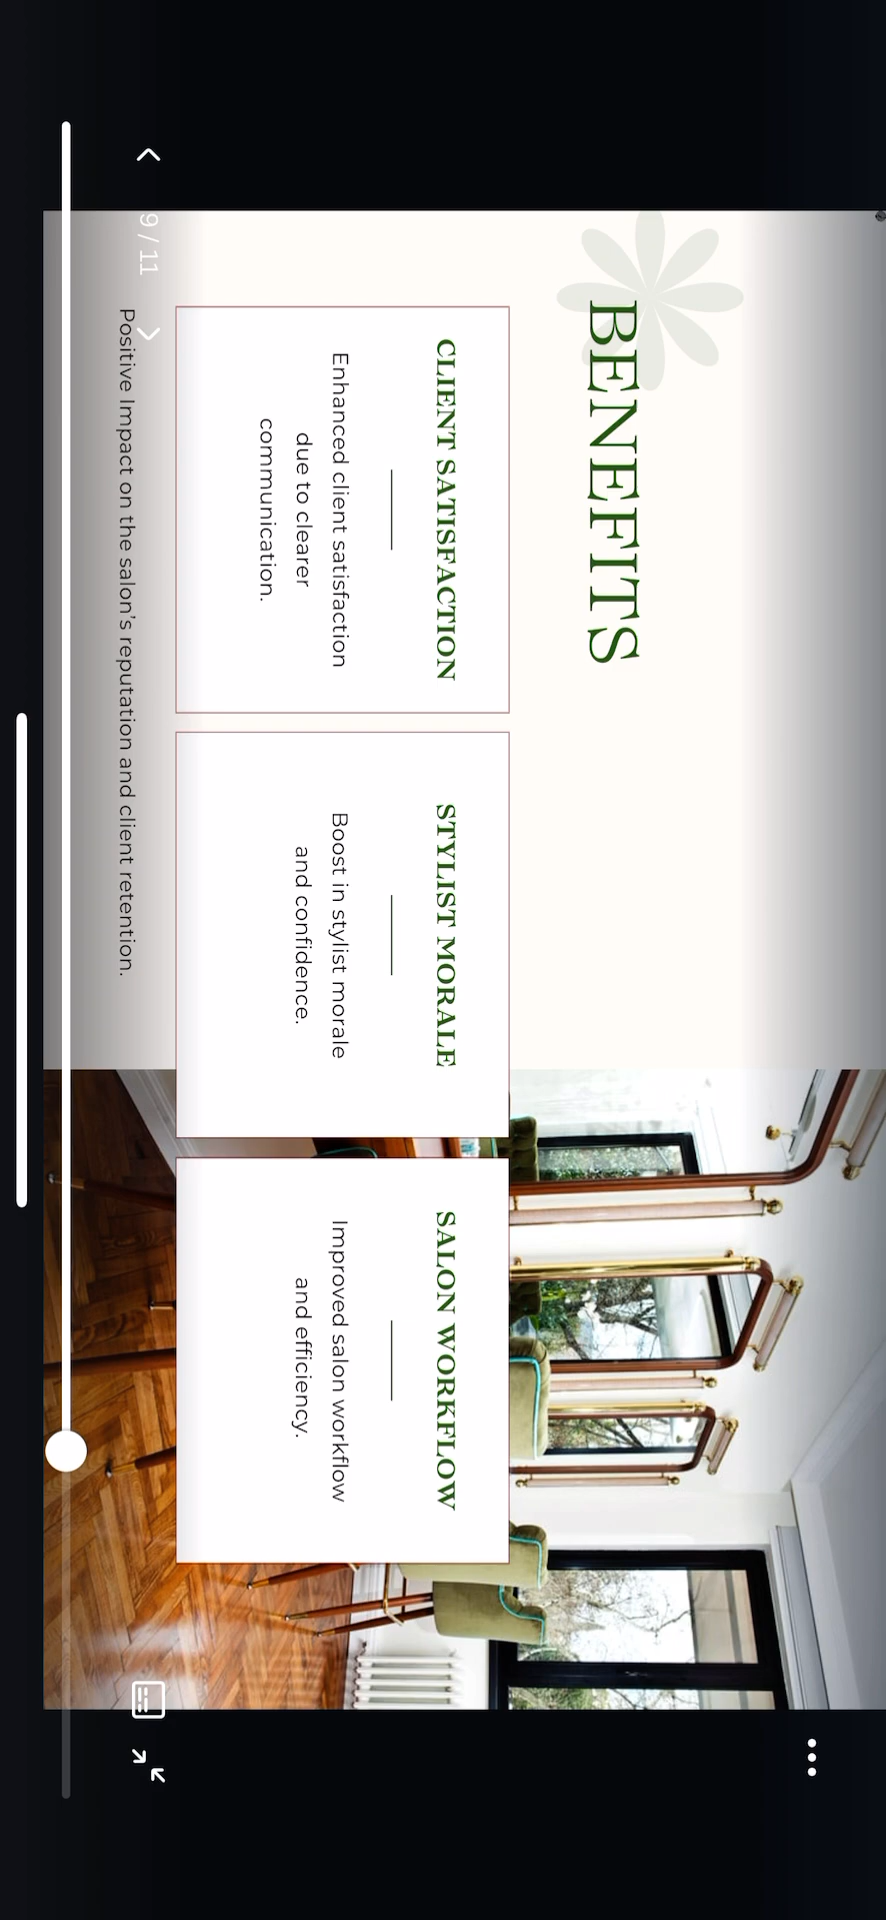 BENEFITS
CLIENT SATISFACTION
Enhanced client satisfaction
due to clearer
communication.
STYLIST MORALE
Boost in stylist morale
and confidence.
SALON WORKFLOW
Improved salon workflow
and efficiency.
Positive Impact on the salon's reputation and client retention.
9 / 11